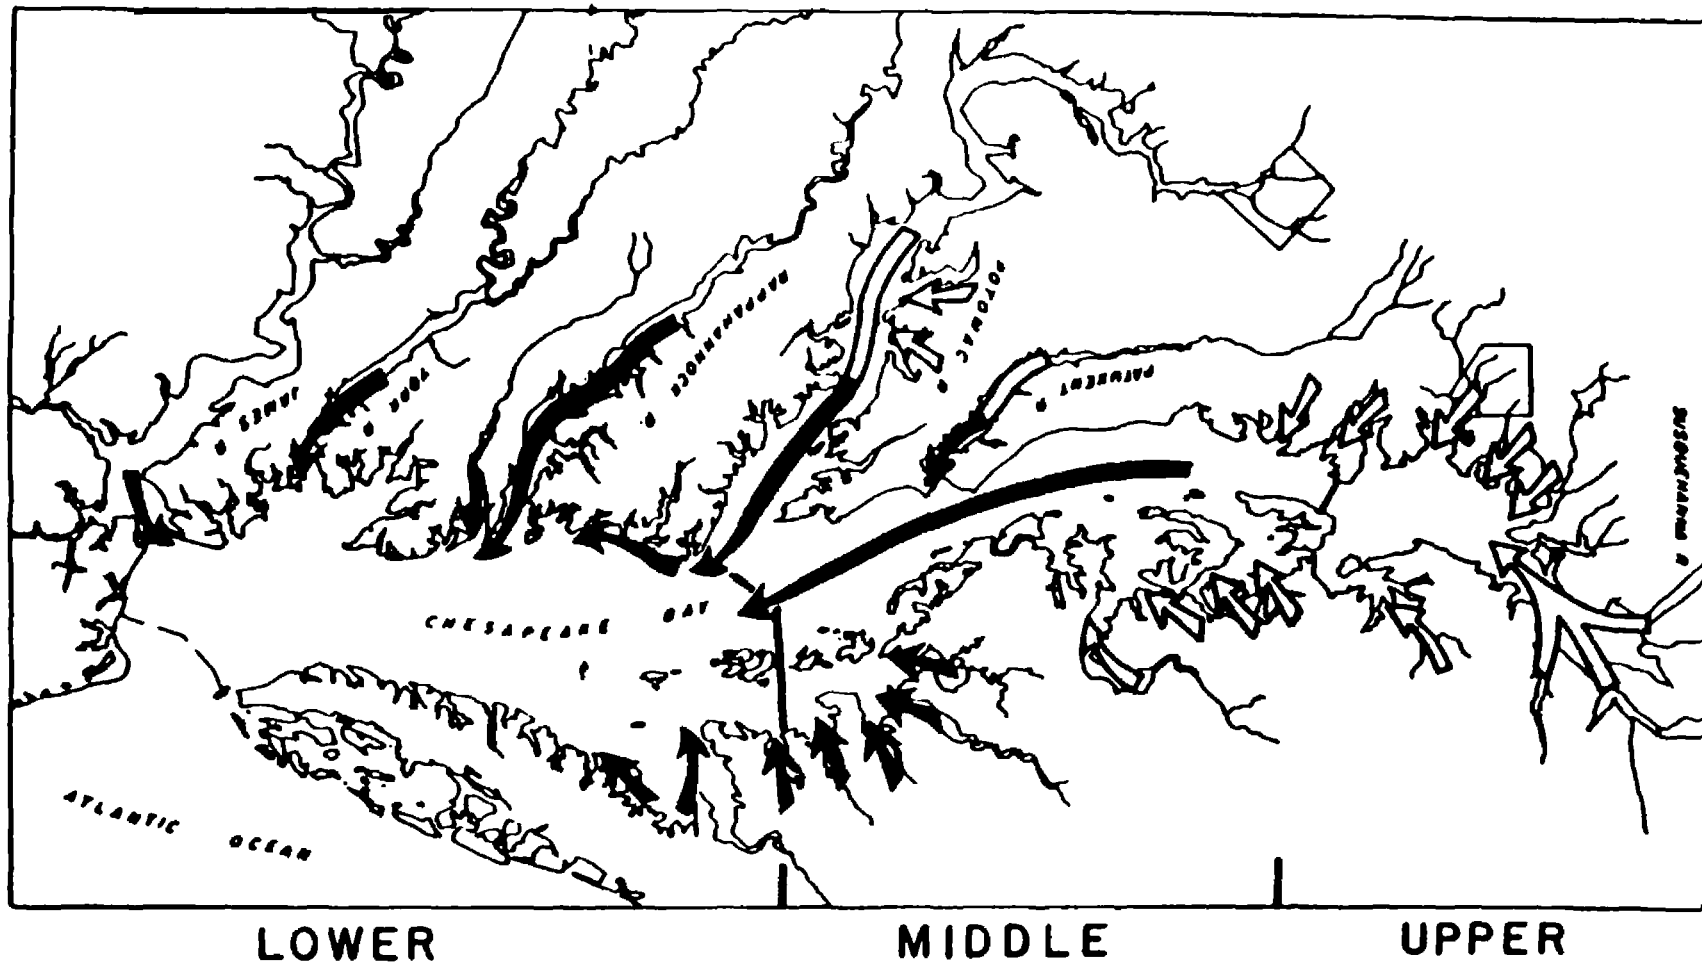 JAMES R
YORK R
RAPPAHANNOCK R
POTOMAC R
PATUXENT R
SUSQUEHANNA R
CHESAPEAKE BAY
ATLANTIC OCEAN
LOWER
MIDDLE
UPPER